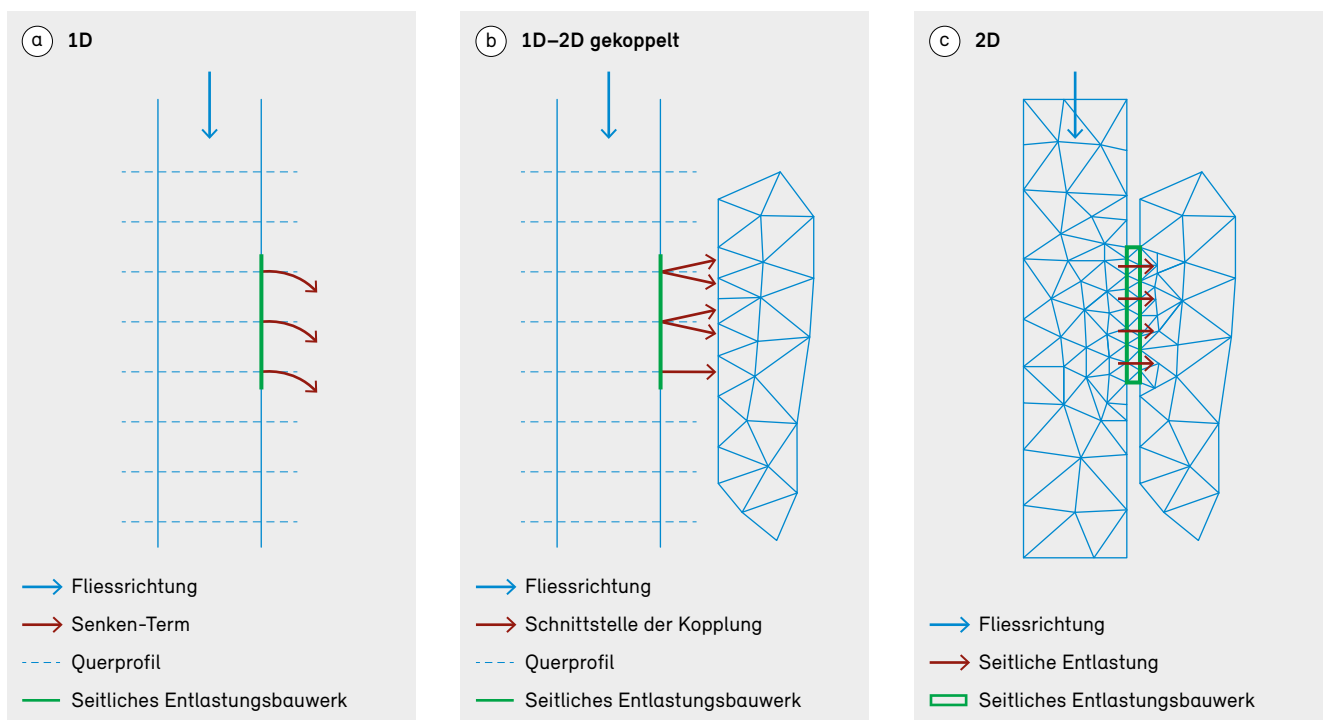 a 1D
Fliessrichtung
Senken-Term
Querprofil
Seitliches Entlastungsbauwerk
b 1D–2D gekoppelt
Fliessrichtung
Schnittstelle der Kopplung
Querprofil
Seitliches Entlastungsbauwerk
c 2D
Fliessrichtung
Seitliche Entlastung
Seitliches Entlastungsbauwerk